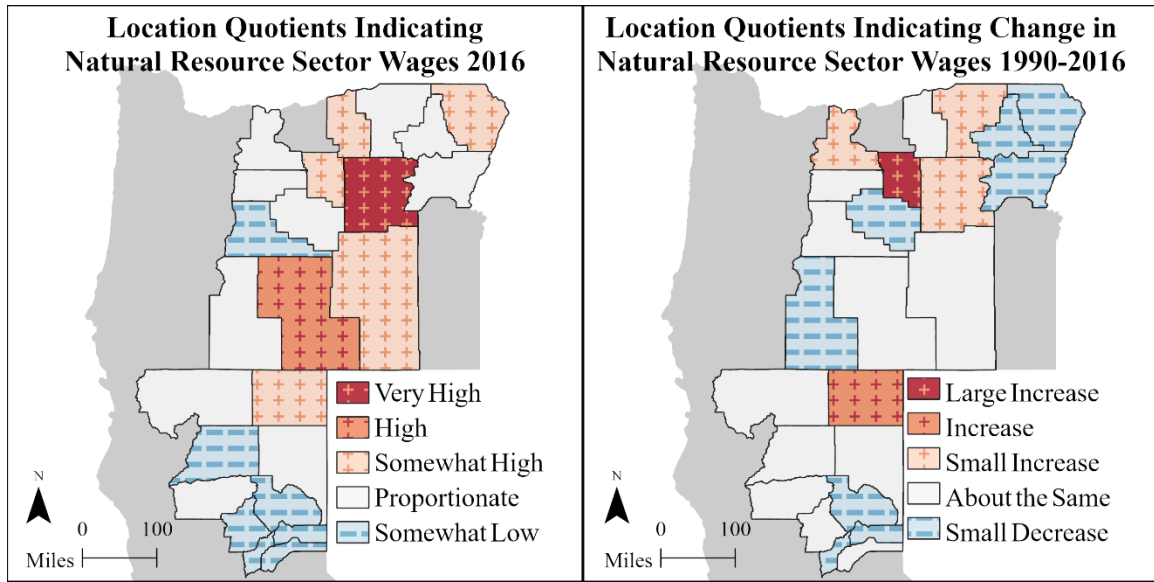 Location Quotients Indicating
Natural Resource Sector Wages 2016
Very High
High
Somewhat High
Proportionate
Somewhat Low
N
0 100
Miles
Location Quotients Indicating Change in
Natural Resource Sector Wages 1990-2016
Large Increase
Increase
Small Increase
About the Same
Small Decrease
N
0 100
Miles